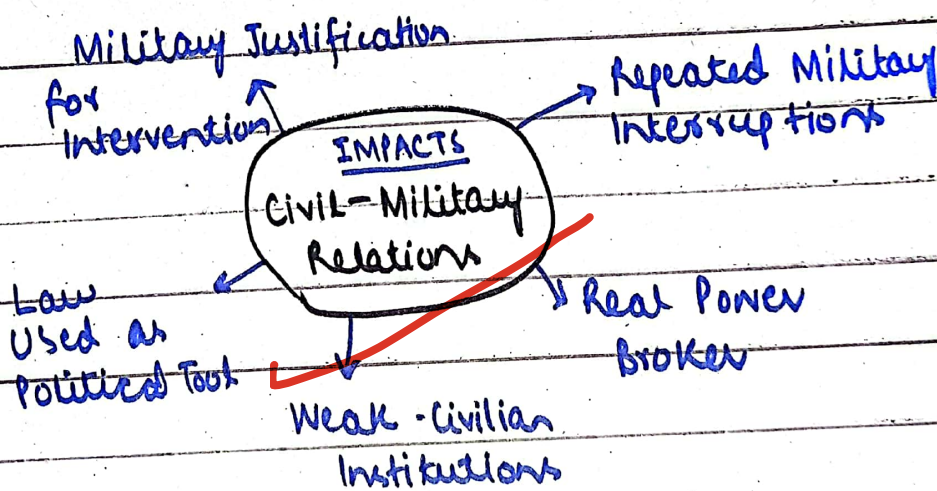 Military Justification
for
Intervention
Repeated Military
Interruptions
IMPACTS
Civil-Military
Relations
Law
Used as
Political Tool
Real Power
Broker
Weak-Civilian
Institutions